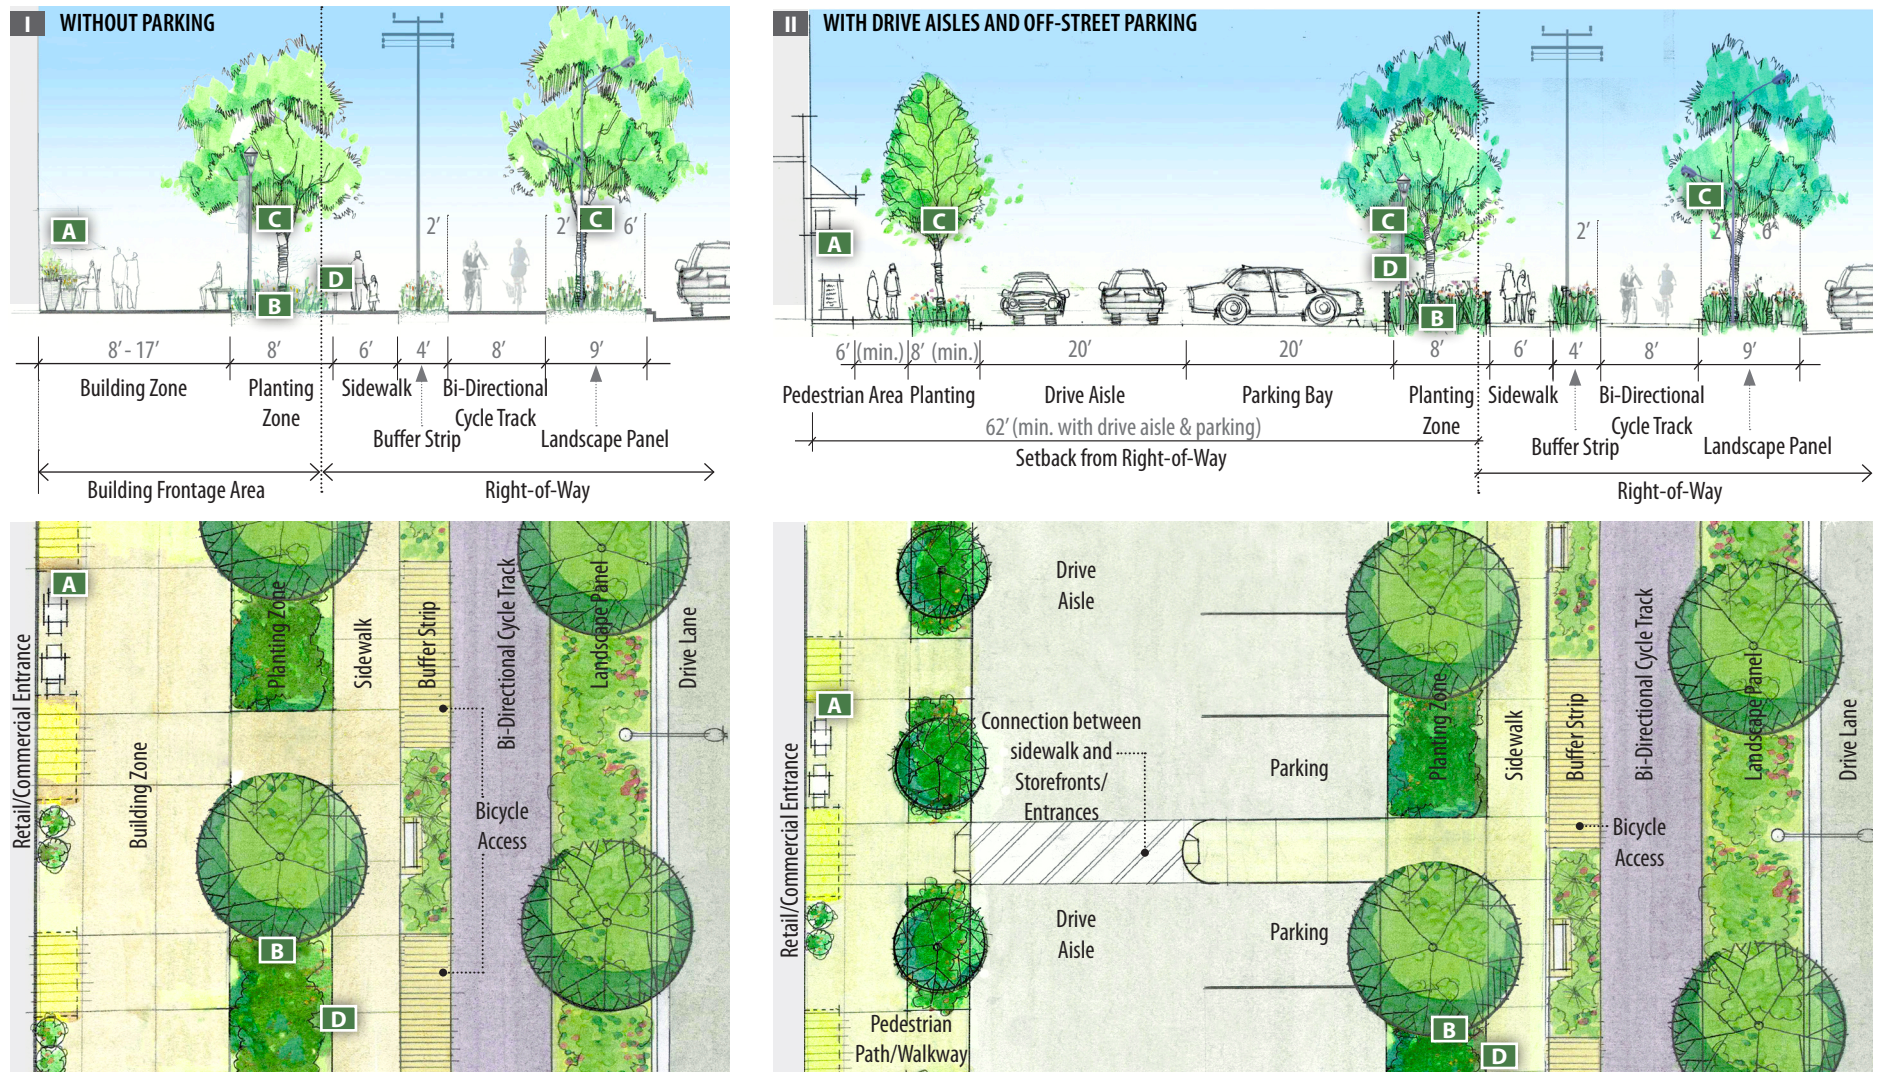 I WITHOUT PARKING
A
C
B
D
2’
2’
C
6’
8’ - 17’
8’
6’
4’
8’
9’
Building Zone
Planting
Zone
Sidewalk
Buffer Strip
Bi-Directional
Cycle Track
Landscape Panel
Building Frontage Area
Right-of-Way
II WITH DRIVE AISLES AND OFF-STREET PARKING
A
C
C
D
B
2’
C
2’
6’
6’ (min.)
8’ (min.)
20’
20’
8’
6’
4’
8’
9’
Pedestrian Area
Planting
Drive Aisle
Parking Bay
Planting
Zone
Sidewalk
Buffer Strip
Bi-Directional
Cycle Track
Landscape Panel
62’ (min. with drive aisle & parking)
Setback from Right-of-Way
Right-of-Way
A
Retail/Commercial Entrance
Building Zone
Planting Zone
Sidewalk
Buffer Strip
Bi-Directional Cycle Track
Landscape Panel
Drive Lane
Bicycle
Access
B
D
A
Retail/Commercial Entrance
Drive
Aisle
Connection between
sidewalk and
Storefronts/
Entrances
Parking
Planting Zone
Sidewalk
Buffer Strip
Bi-Directional Cycle Track
Landscape Panel
Drive Lane
Bicycle
Access
Drive
Aisle
Parking
Pedestrian
Path/Walkway
B
D